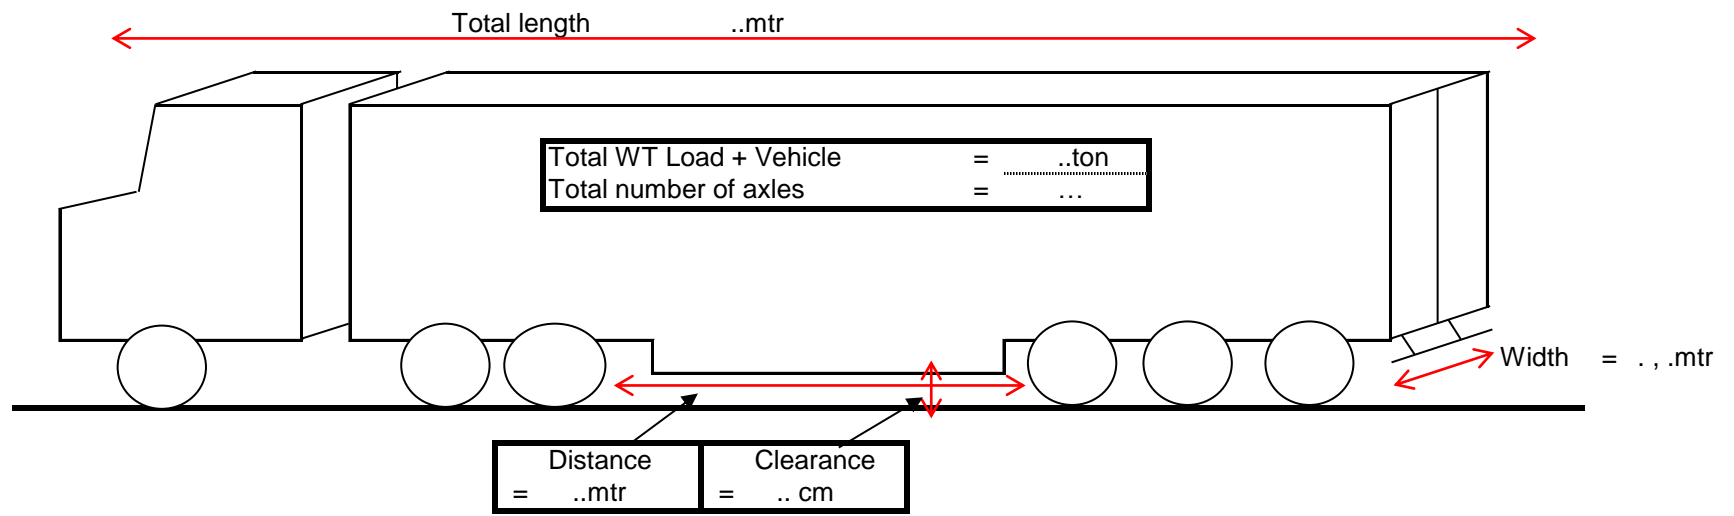 Total length ..mtr
Total WT Load + Vehicle = ..ton
Total number of axles = …
Width = . , .mtr
Distance
= ..mtr
Clearance
= .. cm